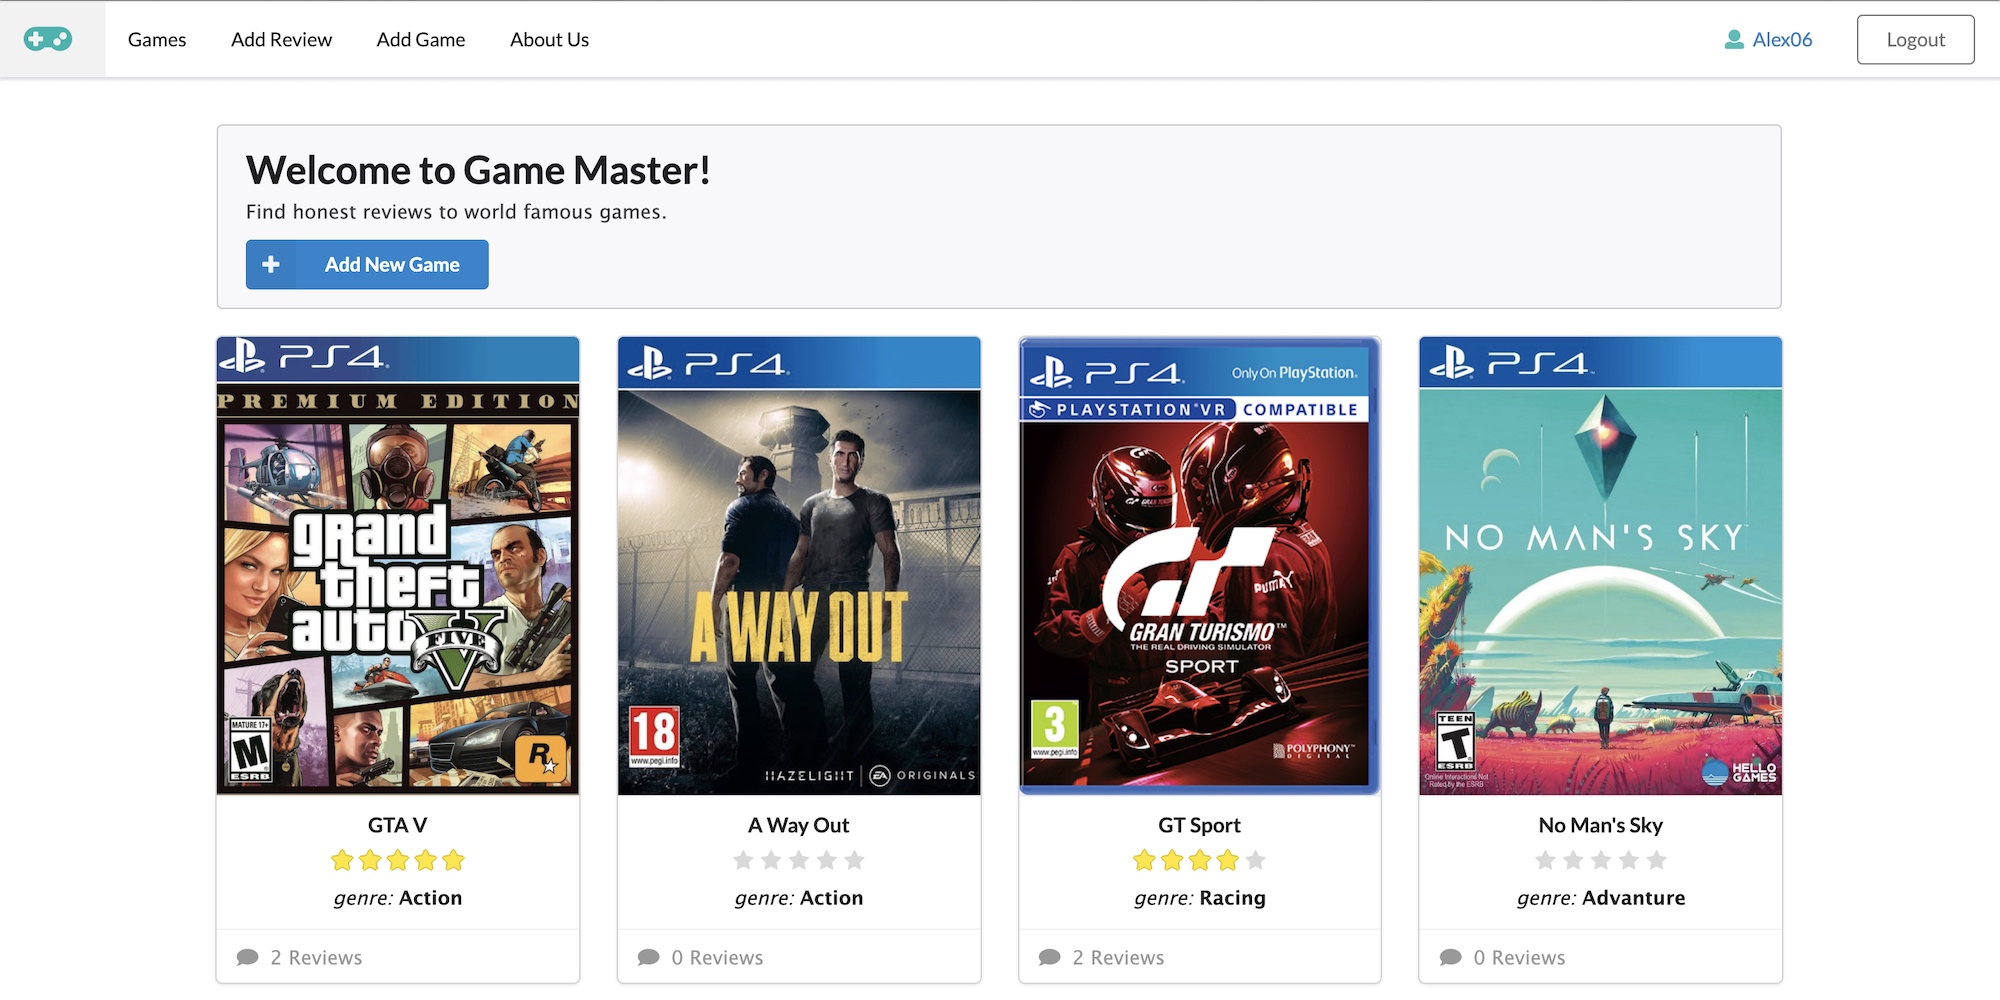 Games
Add Review
Add Game
About Us
Alex06
Logout
Welcome to Game Master!
Find honest reviews to world famous games.
Add New Game
PS4
PREMIUM EDITION
grand
theft
auto
FIVE
V
MATURE 17+
M
ESRB
R
GTA V
genre: Action
2 Reviews
PS4
A WAY OUT
18
www.pegi.info
HAZELIGHT
EA ORIGINALS
A Way Out
genre: Action
0 Reviews
PS4
Only On PlayStation.
PLAYSTATION®VR COMPATIBLE
GRAN TURISMO
PUMA
GT
GRAN TURISMO™
THE REAL DRIVING SIMULATOR
SPORT
3
www.pegi.info
POLYPHONY™
DIGITAL
GT Sport
genre: Racing
2 Reviews
PS4
NO MAN'S SKY™
TEEN
T
ESRB
Online Interactions Not
Rated by the ESRB
HELLO
GAMES
No Man's Sky
genre: Advanture
0 Reviews